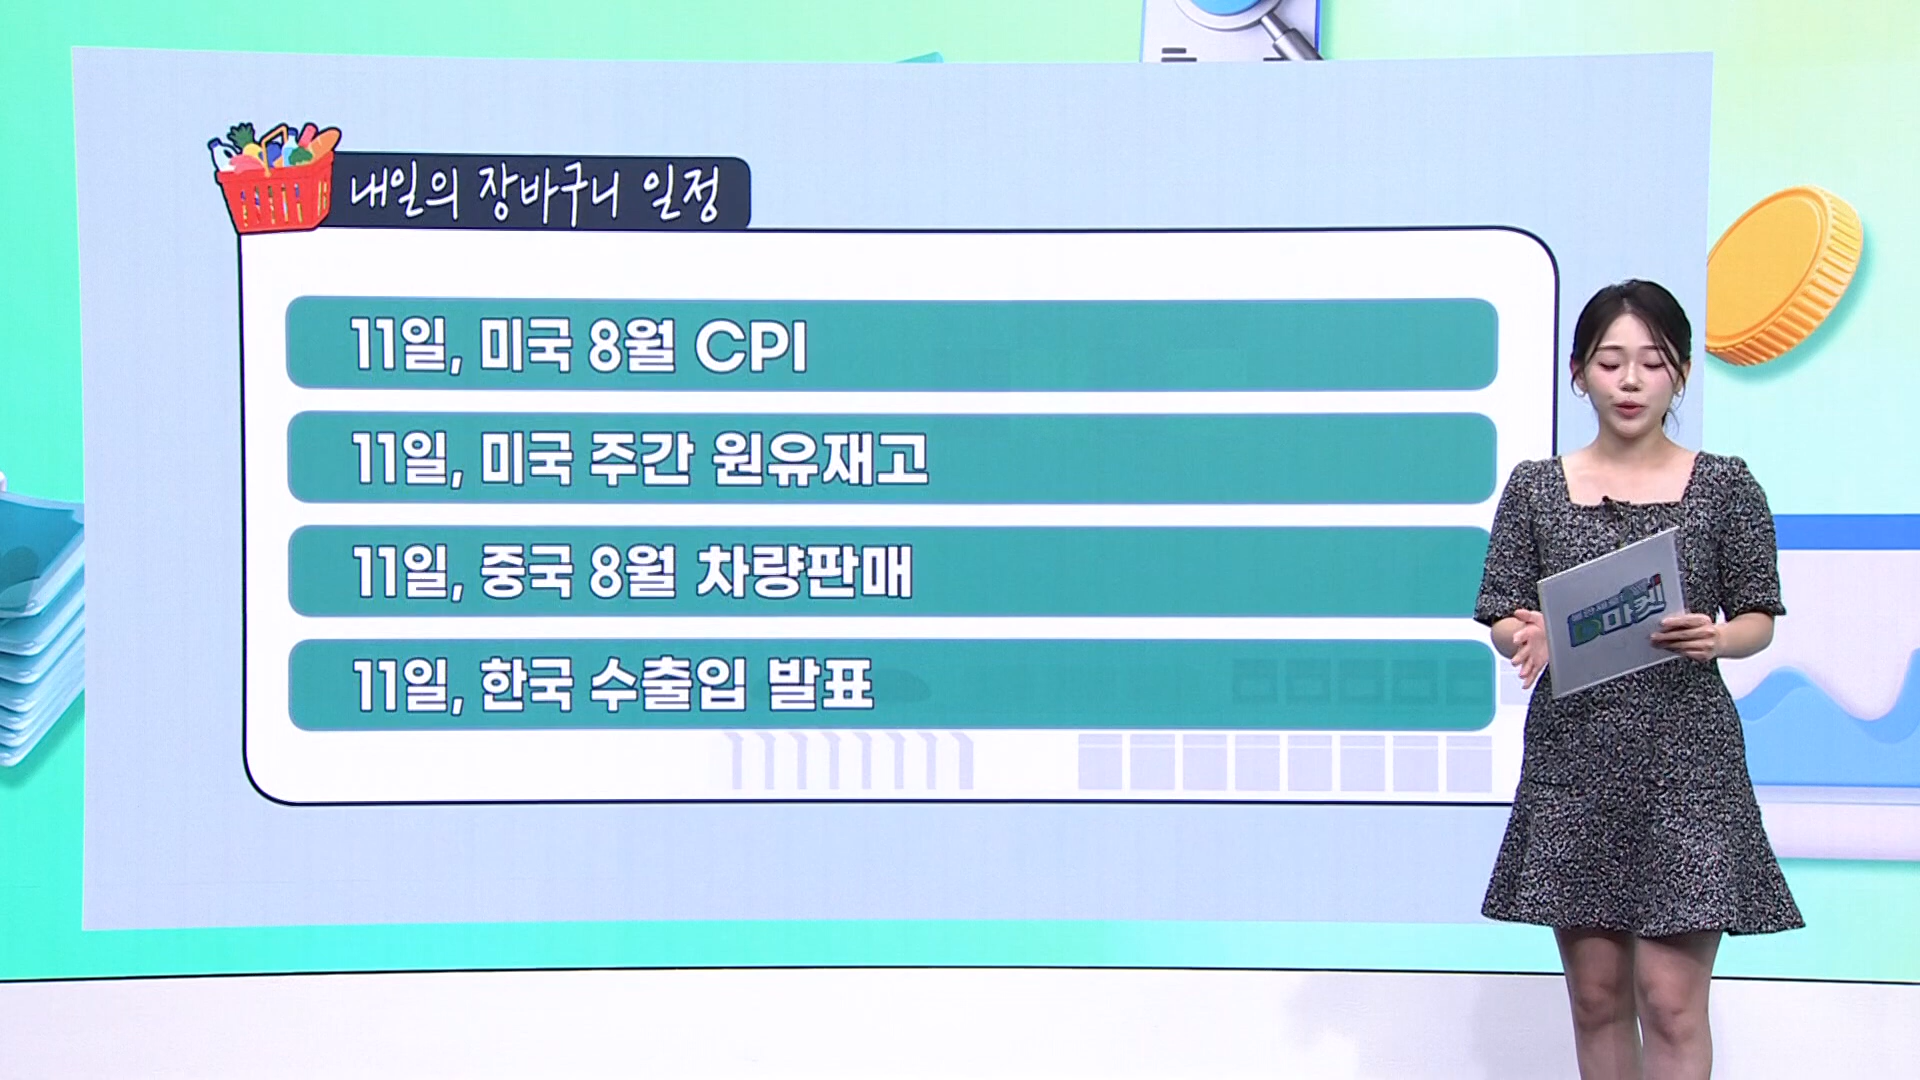 내일의 장바구니 일정
11일, 미국 8월 CPI
11일, 미국 주간 원유재고
11일, 중국 8월 차량판매
11일, 한국 수출입 발표